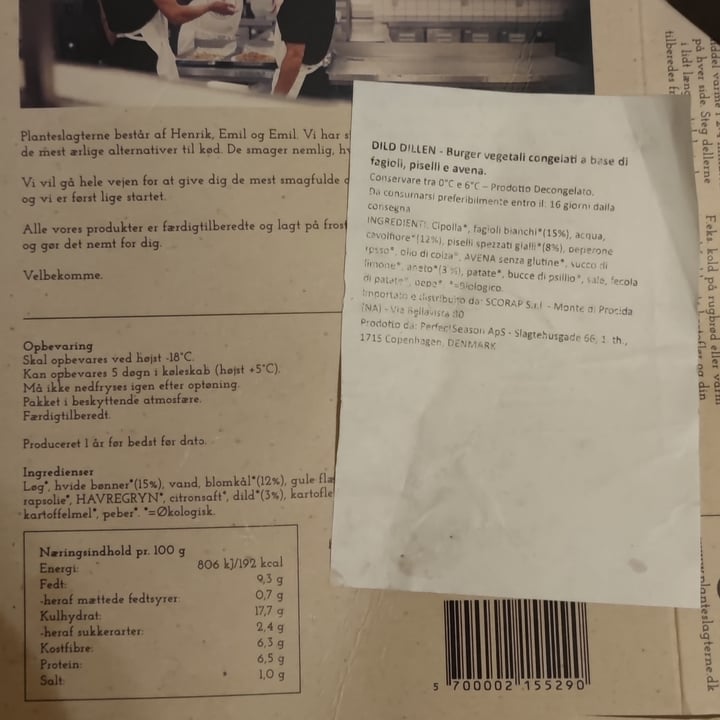 Planteslagterne består af Henrik, Emil og Emil. Vi har s
de mest ærlige alternativer til kød. De smager nemlig, hv
Vi vil gå hele vejen for at give dig de mest smagfulde
og vi er først lige startet.
Alle vores produkter er færdigtilberedte og lagt på frost
og gør det nemt for dig.
Velbekomme.
Opbevaring
Skal opbevares ved højst -18°C.
Kan opbevares 5 døgn i køleskab (højst +5°C).
Må ikke nedfryses igen efter optøning.
Pakket i beskyttende atmosfære.
Færdigtilberedt.
Produceret 1 år før bedst før dato.
Ingredienser
Løg*, hvide bønner*(15%), vand, blomkål*(12%), gule flæ
rapsolie*, HAVREGRYN*, citronsaft*, dild*(3%), kartofle
kartoffelmel*, peber*. *=Økologisk.
Næringsindhold pr. 100 g
Energi: 806 kJ/192 kcal
Fedt: 9,3 g
-heraf mættede fedtsyrer: 0,7 g
Kulhydrat: 17,7 g
-heraf sukkerarter: 2,4 g
Kostfibre: 6,3 g
Protein: 6,5 g
Salt: 1,0 g
DILD DILLEN - Burger vegetali congelati a base di
fagioli, piselli e avena.
Conservare tra 0°C e 6°C – Prodotto Decongelato.
Da consumarsi preferibilmente entro il: 16 giorni dalla
consegna
INGREDIENTI: Cipolla*, fagioli bianchi*(15%), acqua,
cavolfiore*(12%), piselli spezzati gialli*(8%), peperone
rosso*, olio di colza*, AVENA senza glutine*, succo di
limone*, aneto*(3%), patate*, bucce di psillio*, sale, fecola
di patate*, pepe*. *=Biologico.
Importato e distribuito da: SCORAP S.r.l - Monte di Procida
(NA) - Via Bellavista 80
Prodotto da: PerfectSeason ApS - Slagtehusgade 66, 1. th.,
1715 Copenhagen, DENMARK
5 700002 155290
på hver side. Steg dellerne
i lidt
tilberedes
F.eks. kold på rugbrød eller varm
planteslagterne.dk